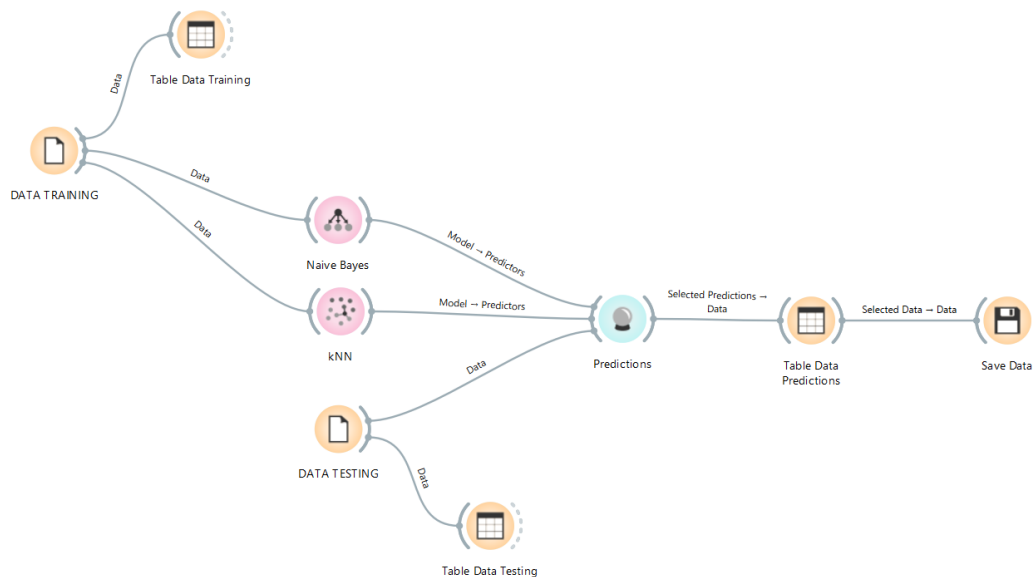 Table Data Training
Data
DATA TRAINING
Data
Data
Naive Bayes
Model → Predictors
kNN
Model → Predictors
Data
Predictions
Selected Predictions →
Data
Table Data
Predictions
Selected Data → Data
Save Data
DATA TESTING
Data
Table Data Testing